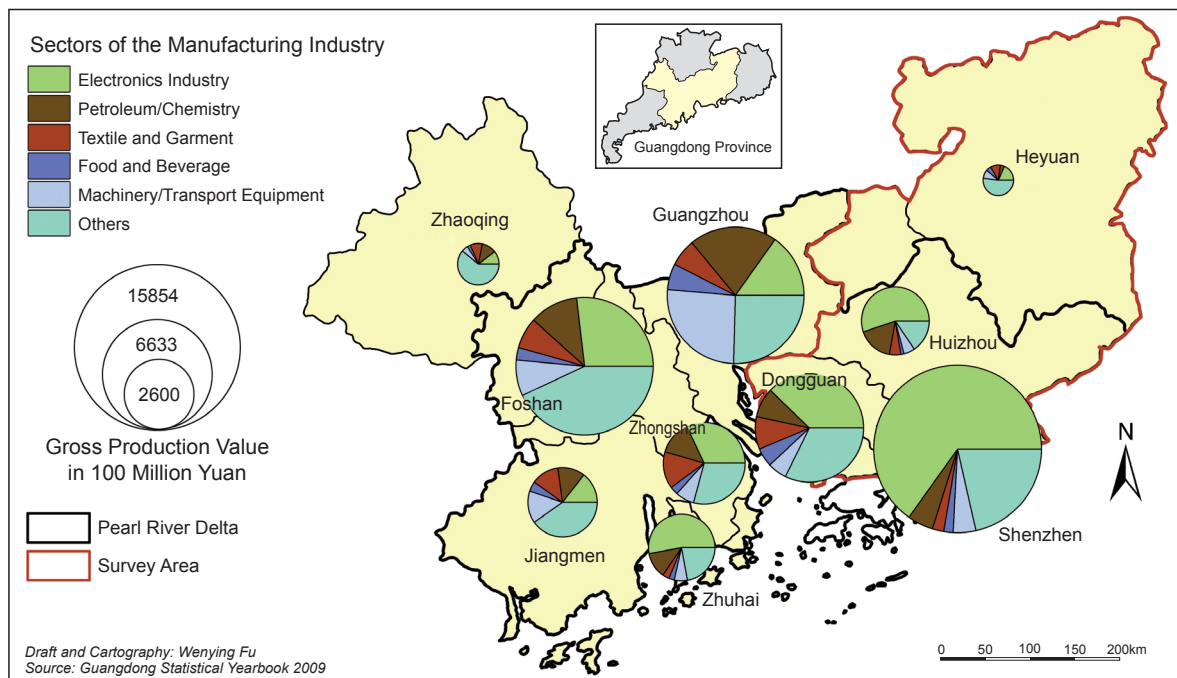 Sectors of the Manufacturing Industry
Electronics Industry
Petroleum/Chemistry
Textile and Garment
Food and Beverage
Machinery/Transport Equipment
Others
15854
6633
2600
Gross Production Value
in 100 Million Yuan
Pearl River Delta
Survey Area
Draft and Cartography: Wenying Fu
Source: Guangdong Statistical Yearbook 2009
Guangdong Province
Heyuan
Zhaoqing
Guangzhou
Huizhou
Dongguan
Foshan
Zhongshan
Shenzhen
Jiangmen
Zhuhai
N
0 50 100 150 200km